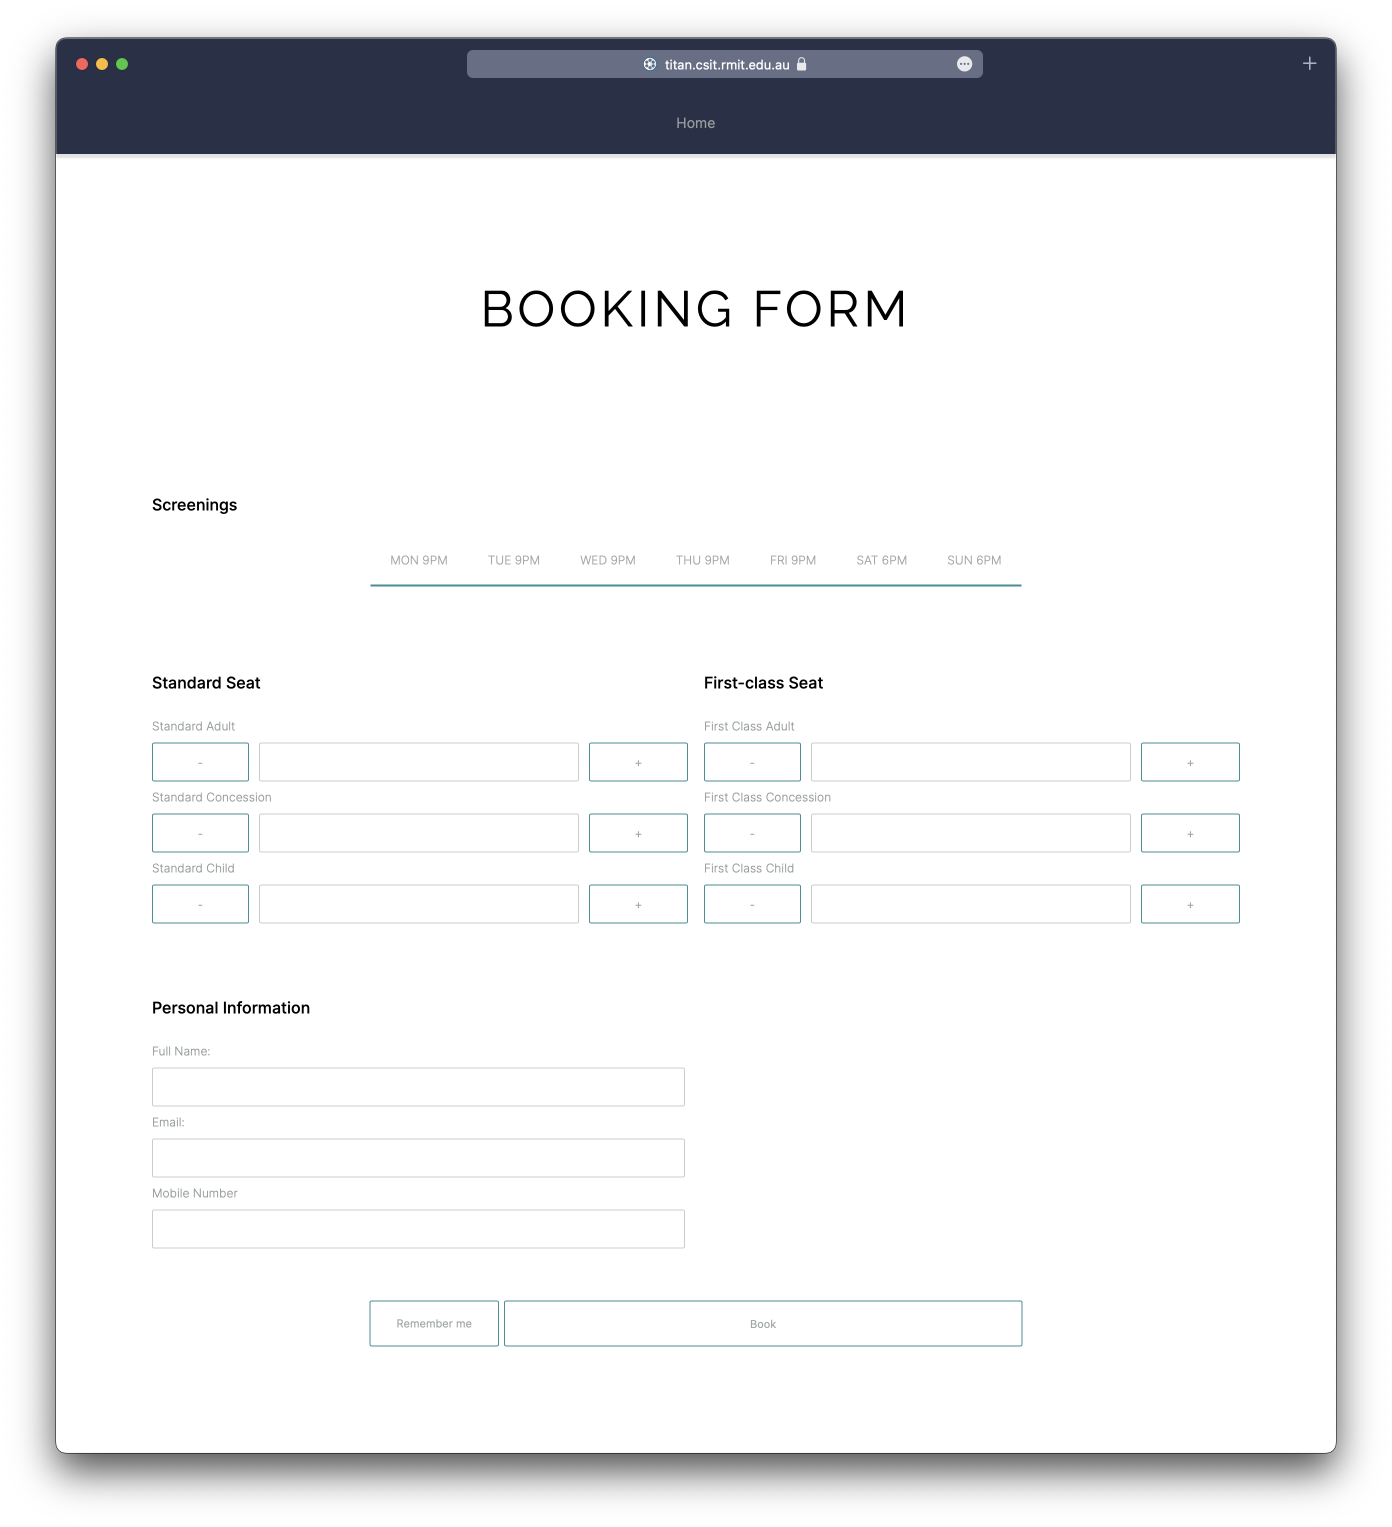 titan.csit.rmit.edu.au
Home
BOOKING FORM
Screenings
MON 9PM TUE 9PM WED 9PM THU 9PM FRI 9PM SAT 6PM SUN 6PM
Standard Seat
Standard Adult
- +
Standard Concession
- +
Standard Child
- +
First-class Seat
First Class Adult
- +
First Class Concession
- +
First Class Child
- +
Personal Information
Full Name:
Email:
Mobile Number
Remember me Book